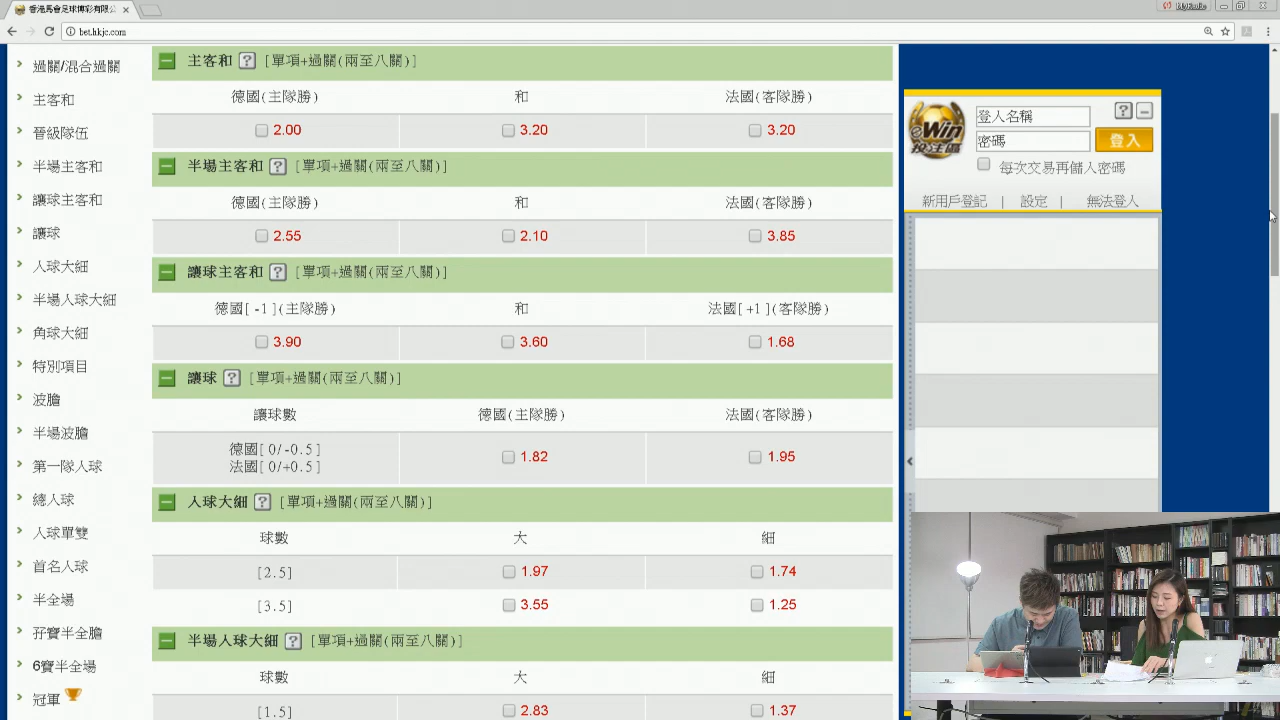 香港馬會足球博彩有限公
bet.hkjc.com
過關/混合過關
主客和
晉級隊伍
半場主客和
讓球主客和
讓球
入球大細
半場入球大細
角球大細
特別項目
波膽
半場波膽
第一隊入球
總入球
入球單雙
首名入球
半全場
孖寶半全膽
6寶半全場
冠軍
主客和 ? [單項+過關(兩至八關)]
德國(主隊勝) 和 法國(客隊勝)
2.00 3.20 3.20
半場主客和 ? [單項+過關(兩至八關)]
德國(主隊勝) 和 法國(客隊勝)
2.55 2.10 3.85
讓球主客和 ? [單項+過關(兩至八關)]
德國[ -1 ](主隊勝) 和 法國[ +1 ](客隊勝)
3.90 3.60 1.68
讓球 ? [單項+過關(兩至八關)]
讓球數 德國(主隊勝) 法國(客隊勝)
德國[ 0/-0.5 ]
法國[ 0/+0.5 ]
1.82 1.95
入球大細 ? [單項+過關(兩至八關)]
球數 大 細
[2.5] 1.97 1.74
[3.5] 3.55 1.25
半場入球大細 ? [單項+過關(兩至八關)]
球數 大 細
[1.5] 2.83 1.37
eWin
投注區
登入名稱
密碼
登入
每次交易再儲入密碼
新用戶登記 | 設定 | 無法登入